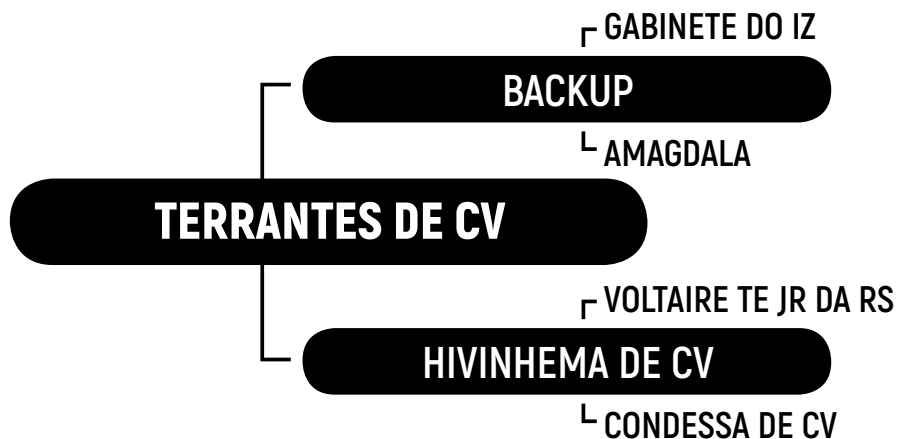 GABINETE DO IZ
BACKUP
AMAGDALA
TERRANTES DE CV
VOLTAIRE TE JR DA RS
HIVINHEMA DE CV
CONDESSA DE CV